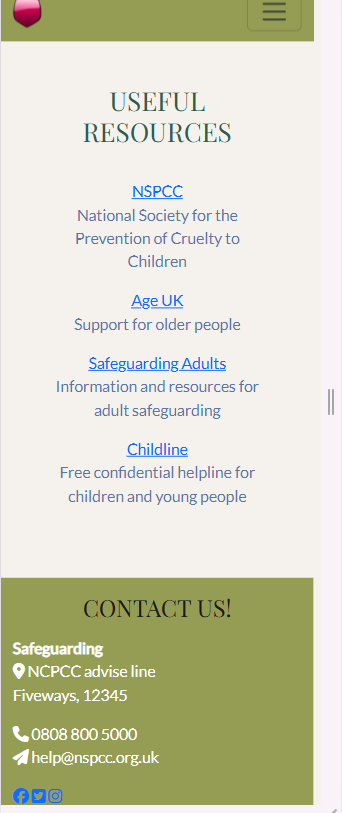 USEFUL
RESOURCES
NSPCC
National Society for the
Prevention of Cruelty to
Children
Age UK
Support for older people
Safeguarding Adults
Information and resources for
adult safeguarding
Childline
Free confidential helpline for
children and young people
CONTACT US!
Safeguarding
NCPCC advise line
Fiveways, 12345
0808 800 5000
help@nspcc.org.uk